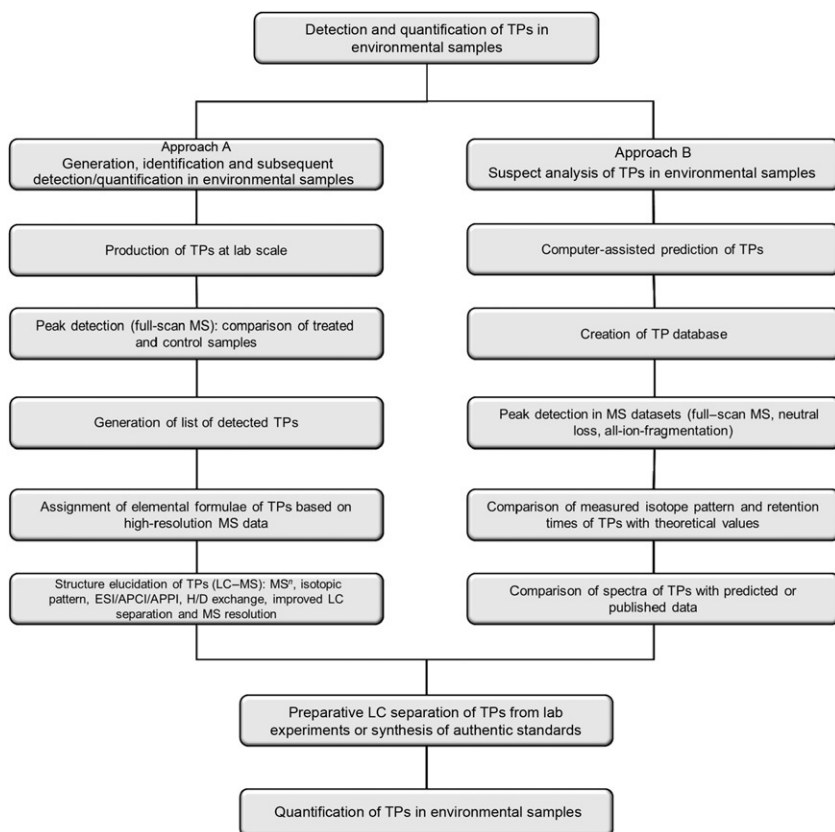 Detection and quantification of TPs in
environmental samples
Approach A
Generation, identification and subsequent
detection/quantification in environmental samples
Production of TPs at lab scale
Peak detection (full-scan MS): comparison of treated
and control samples
Generation of list of detected TPs
Assignment of elemental formulae of TPs based on
high-resolution MS data
Structure elucidation of TPs (LC–MS): MSⁿ, isotopic
pattern, ESI/APCI/APPI, H/D exchange, improved LC
separation and MS resolution
Approach B
Suspect analysis of TPs in environmental samples
Computer-assisted prediction of TPs
Creation of TP database
Peak detection in MS datasets (full–scan MS, neutral
loss, all-ion-fragmentation)
Comparison of measured isotope pattern and retention
times of TPs with theoretical values
Comparison of spectra of TPs with predicted or
published data
Preparative LC separation of TPs from lab
experiments or synthesis of authentic standards
Quantification of TPs in environmental samples